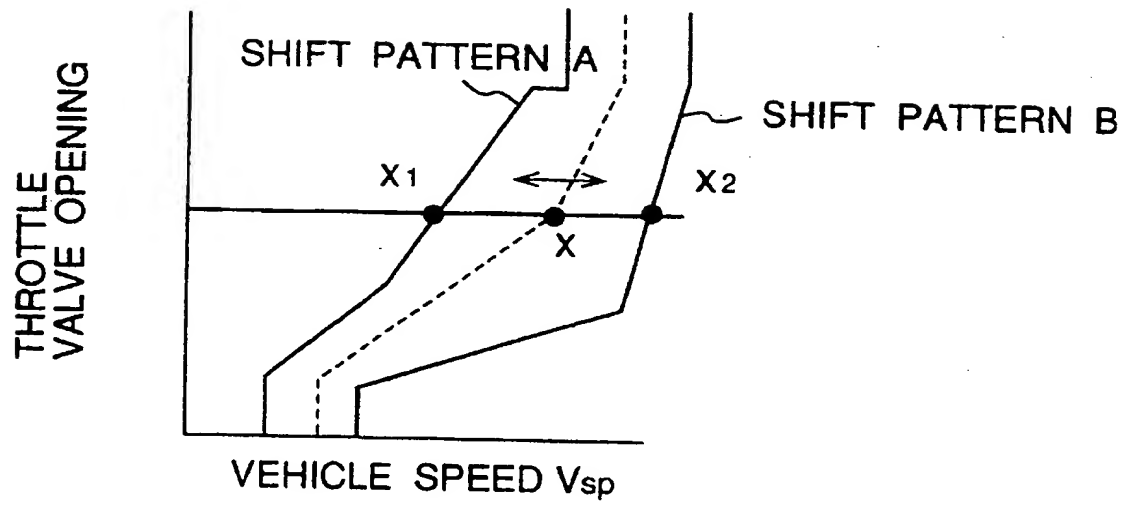 SHIFT PATTERN A
SHIFT PATTERN B
THROTTLE
VALVE OPENING
X1
X2
X
VEHICLE SPEED Vsp